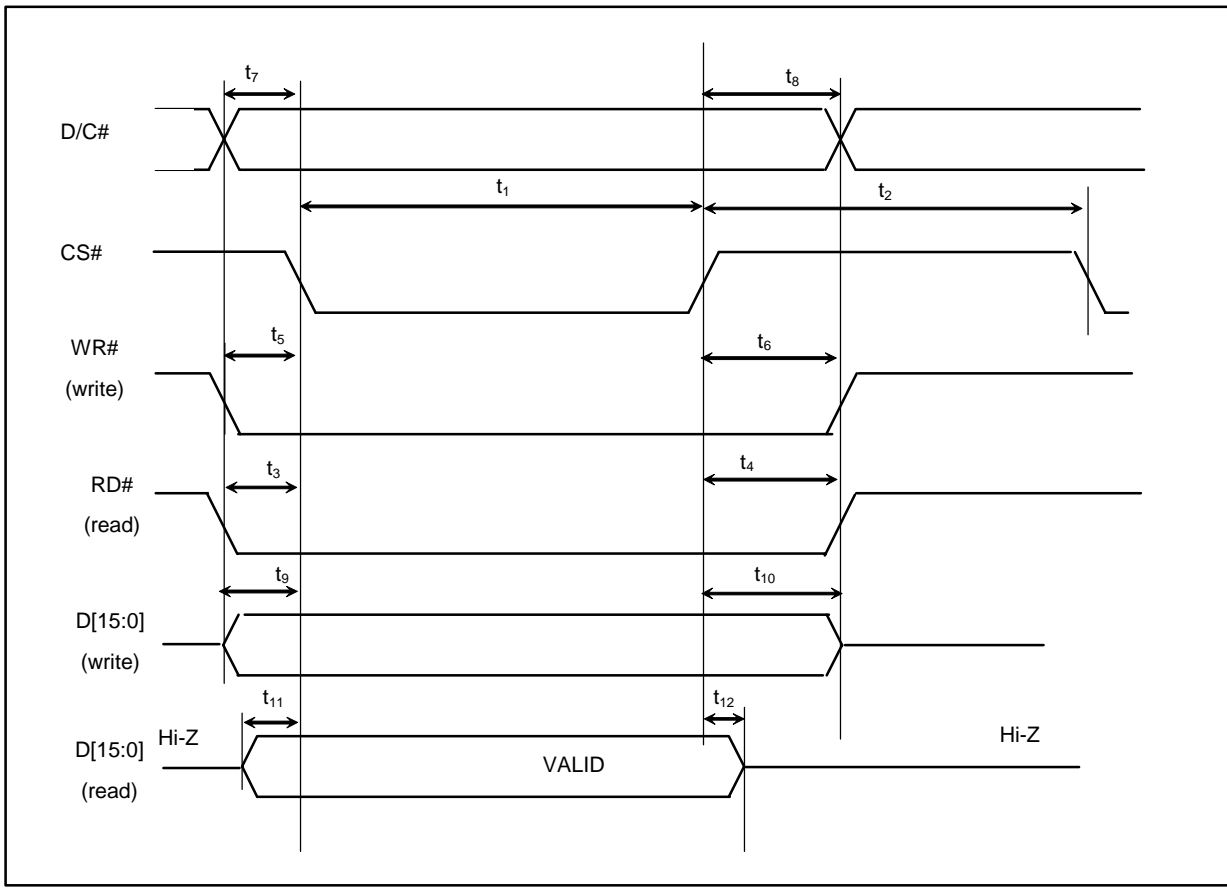 t7
t8
D/C#
t1
t2
CS#
WR#
(write)
t5
t6
RD#
(read)
t3
t4
t9
t10
D[15:0]
(write)
t11
t12
Hi-Z
D[15:0]
(read)
VALID
Hi-Z